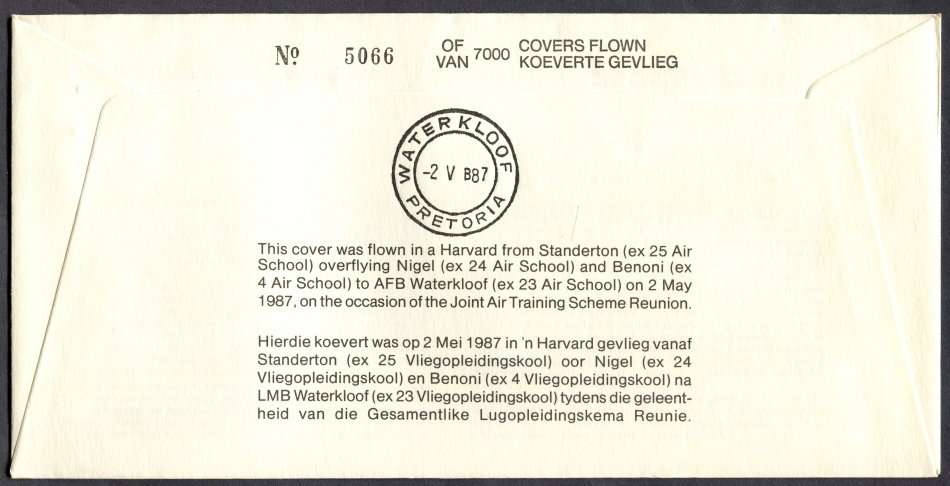 Nº 5066 OF VAN 7000 COVERS FLOWN KOEVERTE GEVLIEG
WATERKLOOF
-2 V B87
PRETORIA
This cover was flown in a Harvard from Standerton (ex 25 Air
School) overflying Nigel (ex 24 Air School) and Benoni (ex
4 Air School) to AFB Waterkloof (ex 23 Air School) on 2 May
1987, on the occasion of the Joint Air Training Scheme Reunion.
Hierdie koevert was op 2 Mei 1987 in 'n Harvard gevlieg vanaf
Standerton (ex 25 Vliegopleidingskool) oor Nigel (ex 24
Vliegopleidingskool) en Benoni (ex 4 Vliegopleidingskool) na
LMB Waterkloof (ex 23 Vliegopleidingskool) tydens die geleent-
heid van die Gesamentlike Lugopleidingskema Reunie.